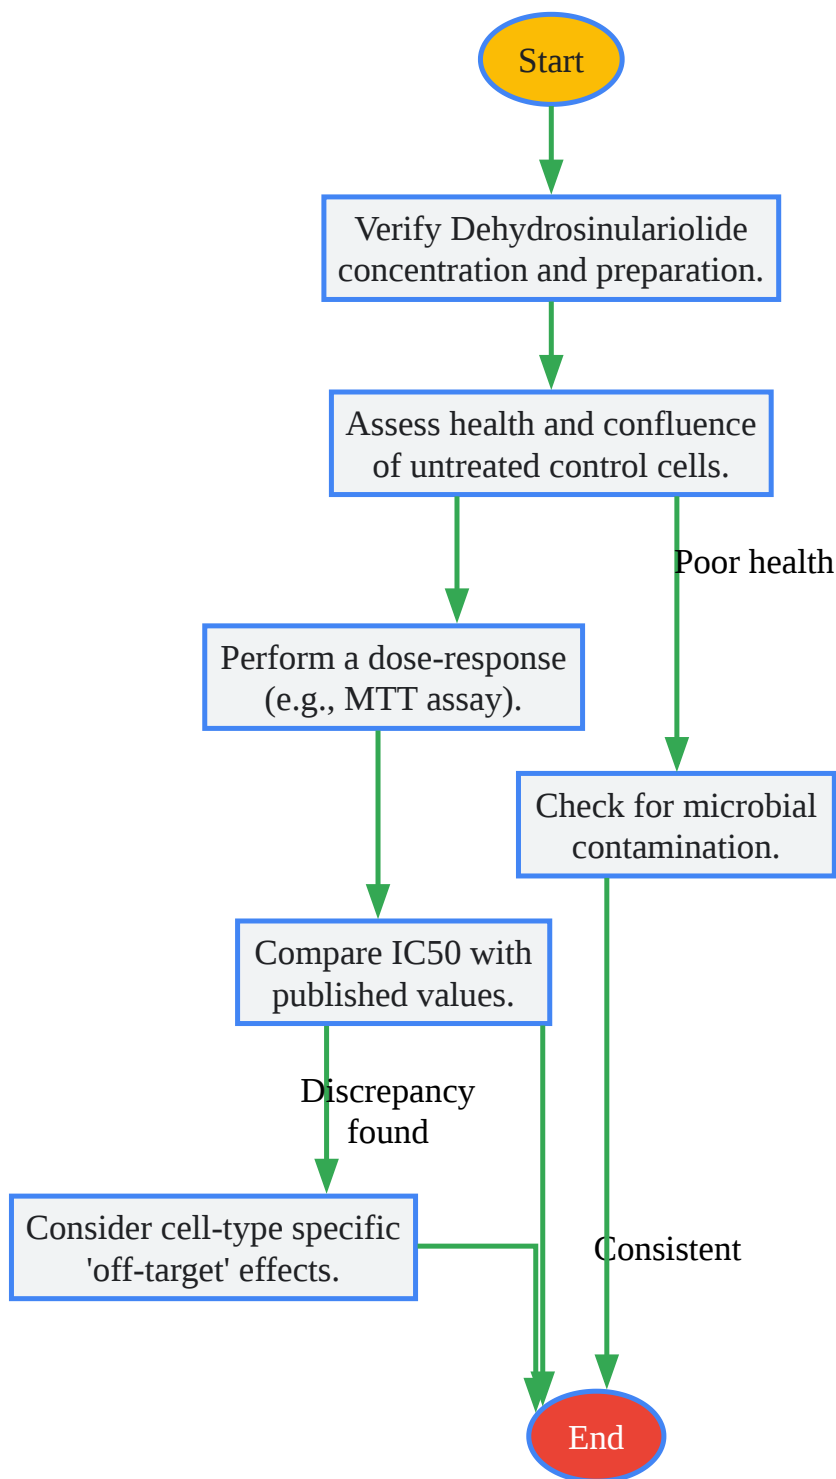 Start
Verify Dehydrosinulariolide
concentration and preparation.
Assess health and confluence
of untreated control cells.
Poor health
Perform a dose-response
(e.g., MTT assay).
Check for microbial
contamination.
Compare IC50 with
published values.
Discrepancy
found
Consider cell-type specific
'off-target' effects.
Consistent
End